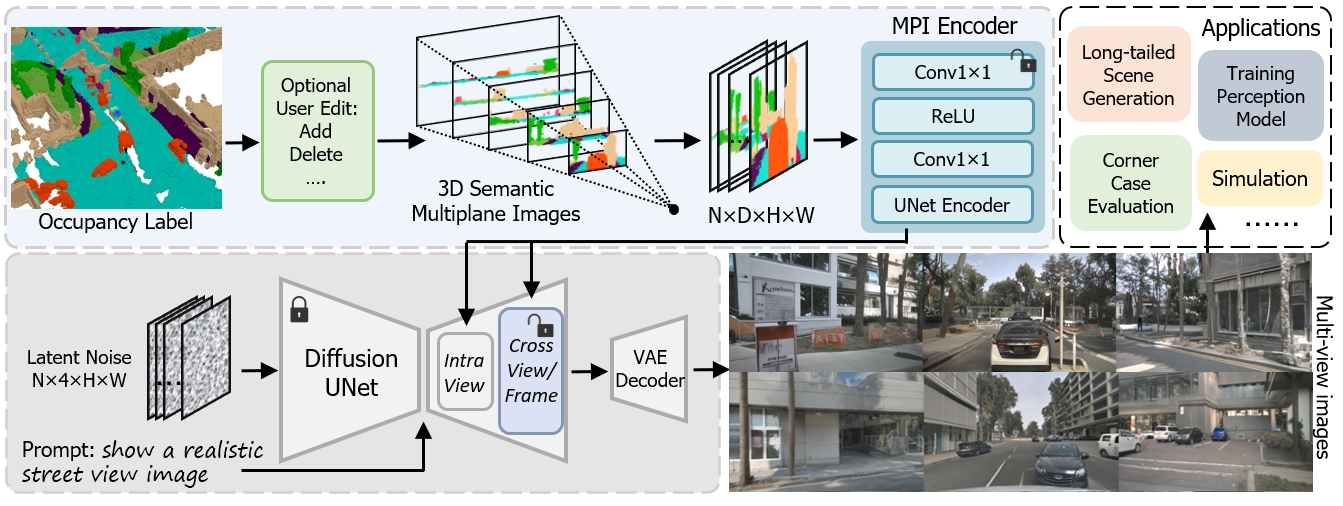 Occupancy Label
Optional
User Edit:
Add
Delete
....
3D Semantic
Multiplane Images
N×D×H×W
MPI Encoder
Conv1×1
ReLU
Conv1×1
UNet Encoder
Applications
Long-tailed
Scene
Generation
Training
Perception
Model
Corner
Case
Evaluation
Simulation
......
Latent Noise
N×4×H×W
...
Prompt: show a realistic
street view image
Diffusion
UNet
Intra
View
Cross
View/
Frame
VAE
Decoder
Multi-view images